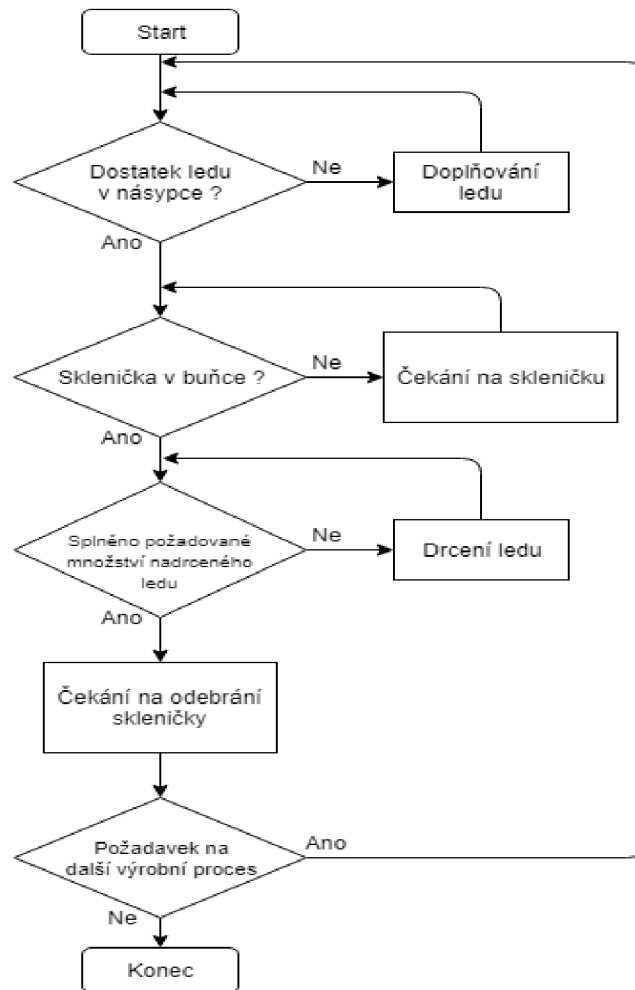 Start
Dostatek ledu
v násypce ?
Ne
Doplňování
ledu
Ano
Sklenička v buňce ?
Ne
Čekání na skleničku
Ano
Splněno požadované
množství nadrceného
ledu
Ne
Drcení ledu
Ano
Čekání na odebrání
skleničky
Požadavek na
další výrobní proces
Ano
Ne
Konec